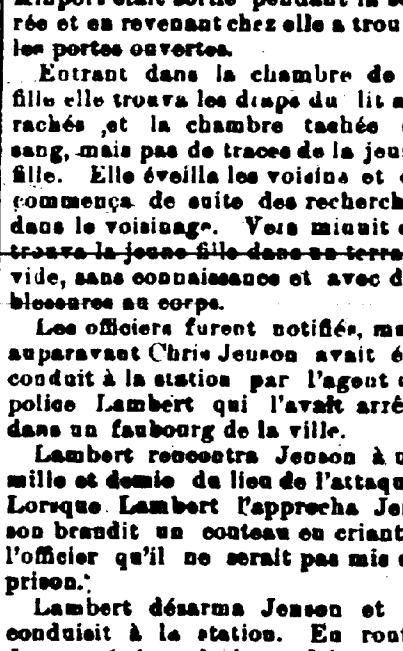 était sortie pendant la
rée et en revenant chez elle a trou
les portes ouvertes.
Entrant dans la chambre de
fille elle trouva les draps du lit a
rachés ,et la chambre tachée
sang, mais pas de traces de la jeu
fille. Elle éveilla les voisins et
commença de suite des recherch
dans le voisinage. Vers minuit
trouva la jeune fille dans un terra
vide, sans connaissance et avec d
blessures au corps.
Les officiers furent notifiés, ma
auparavant Chris Jenson avait é
conduit à la station par l'agent
police Lambert qui l'avait arrê
dans un faubourg de la ville.
Lambert rencontra Jenson à u
mille et demie du lieu de l'attaqu
Lorsque Lambert l'approcha Je
son brandit un couteau en criant
l'officier qu'il ne serait pas mis
prison.
Lambert désarma Jensen et
conduisit à la station. En rout